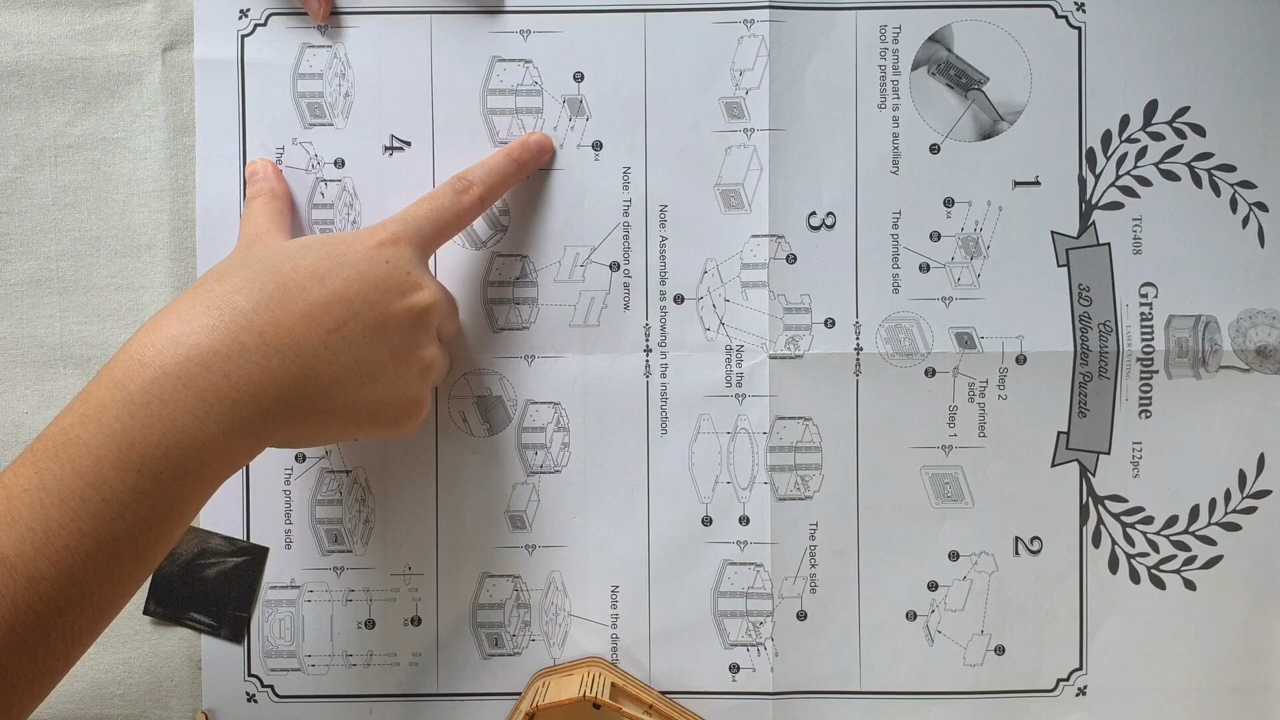 TG408
Gramophone
LASER CUTTING
122pcs
Classical
3D Wooden Puzzle
1
The small part is an auxiliary
tool for pressing.
The printed side
Step 2
The printed
side
Step 1
2
3
Note the
direction
The back side
Note: Assemble as showing in the instruction.
Note: The direction of arrow.
Note the directi
4
The
The printed side
X4
X8